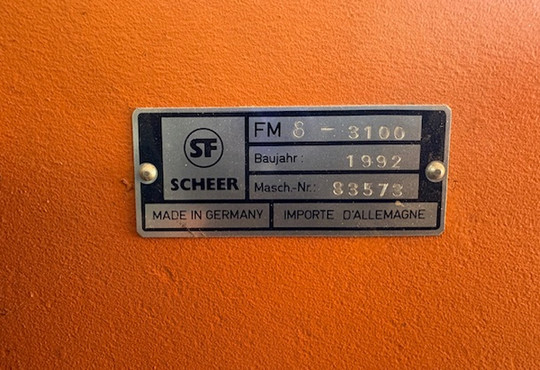 SF
SCHEER
FM 8 - 3100
Baujahr: 1992
Masch.-Nr.: 83573
MADE IN GERMANY
IMPORTE D'ALLEMAGNE